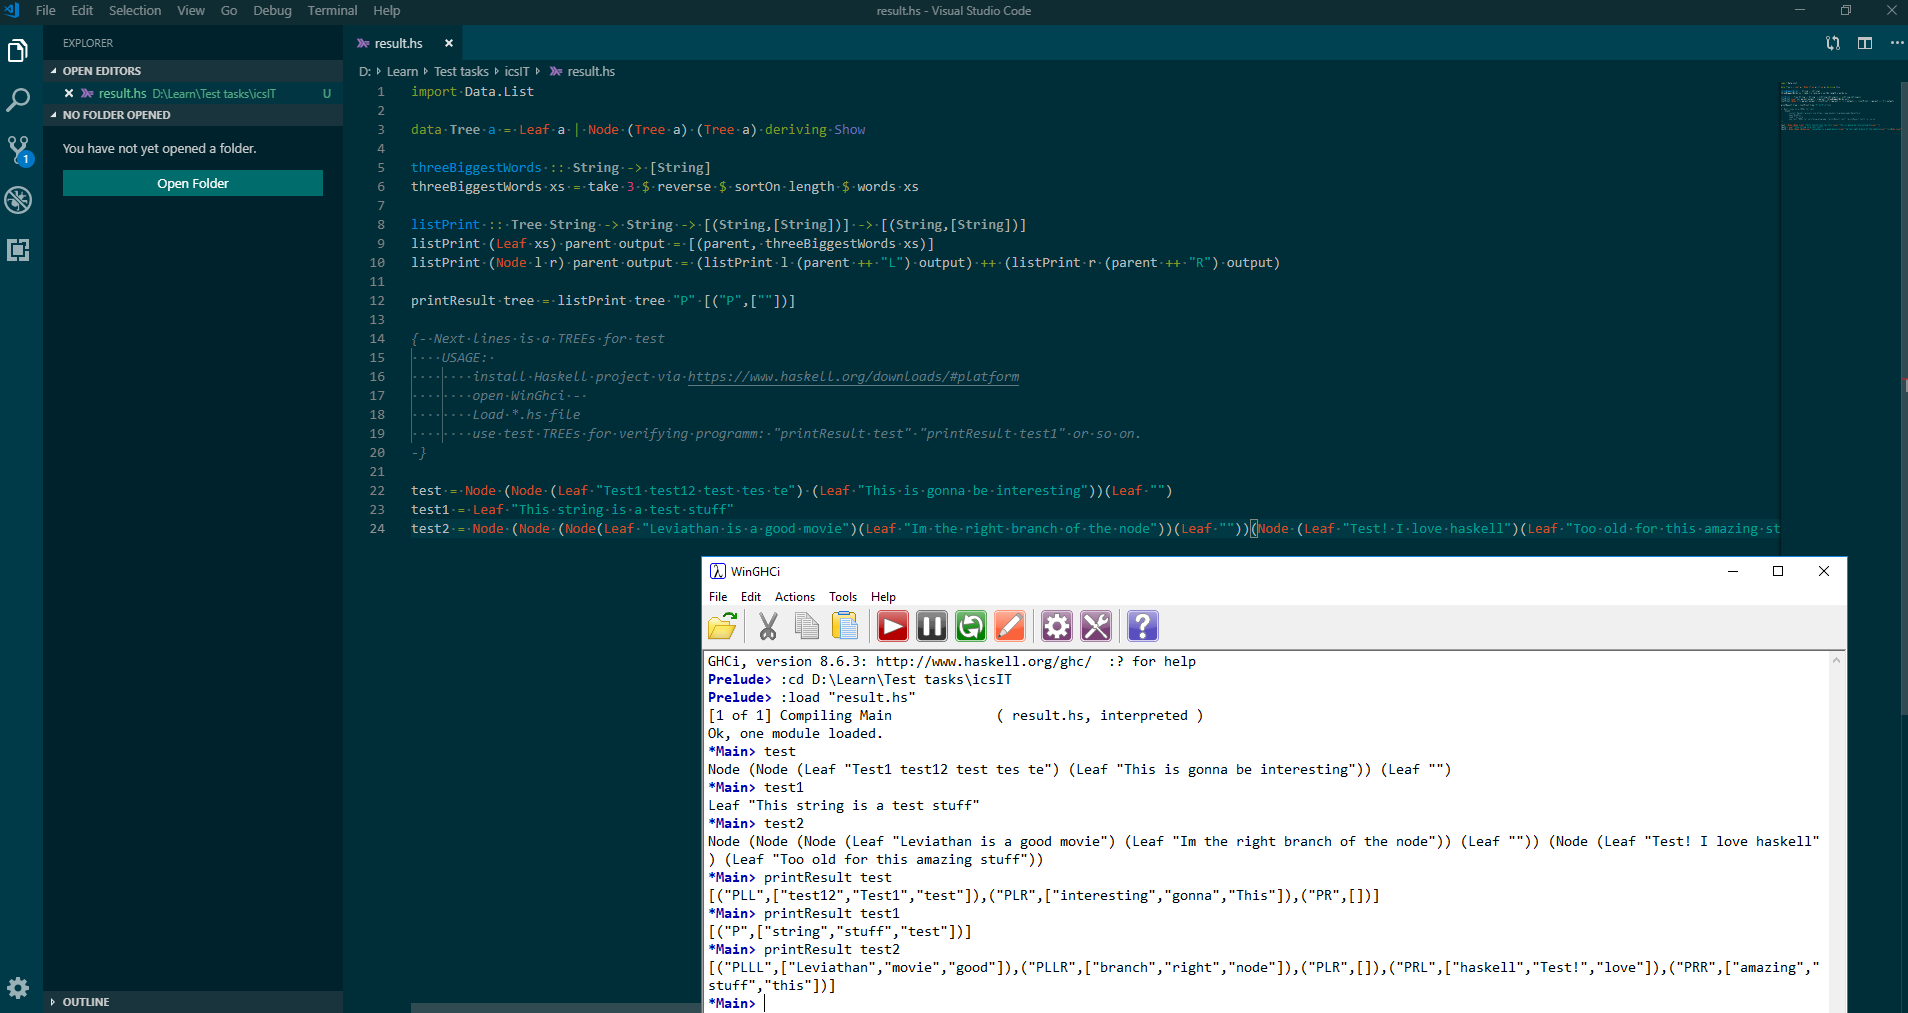 File Edit Selection View Go Debug Terminal Help
result.hs - Visual Studio Code
EXPLORER
OPEN EDITORS
result.hs D:\Learn\Test tasks\icsIT U
NO FOLDER OPENED
You have not yet opened a folder.
Open Folder
1
OUTLINE
result.hs
D: Learn Test tasks icsIT result.hs
1 import Data.List
2
3 data Tree a = Leaf a | Node (Tree a) (Tree a) deriving Show
4
5 threeBiggestWords :: String -> [String]
6 threeBiggestWords xs = take 3 $ reverse $ sortOn length $ words xs
7
8 listPrint :: Tree String -> String -> [(String,[String])] -> [(String,[String])]
9 listPrint (Leaf xs) parent output = [(parent, threeBiggestWords xs)]
10 listPrint (Node l r) parent output = (listPrint l (parent ++ "L") output) ++ (listPrint r (parent ++ "R") output)
11
12 printResult tree = listPrint tree "P" [("P",[""])]
13
14 {- Next lines is a TREEs for test
15 USAGE:
16 install Haskell project via https://www.haskell.org/downloads/#platform
17 open WinGhci -
18 Load *.hs file
19 use test TREEs for verifying programm: "printResult test" "printResult test1" or so on.
20 -}
21
22 test = Node (Node (Leaf "Test1 test12 test tes te") (Leaf "This is gonna be interesting"))(Leaf "")
23 test1 = Leaf "This string is a test stuff"
24 test2 = Node (Node (Node(Leaf "Leviathan is a good movie")(Leaf "Im the right branch of the node"))(Leaf ""))(Node (Leaf "Test! I love haskell")(Leaf "Too old for this amazing st
WinGHCi
File Edit Actions Tools Help
GHCi, version 8.6.3: http://www.haskell.org/ghc/ :? for help
Prelude> :cd D:\Learn\Test tasks\icsIT
Prelude> :load "result.hs"
[1 of 1] Compiling Main ( result.hs, interpreted )
Ok, one module loaded.
*Main> test
Node (Node (Leaf "Test1 test12 test tes te") (Leaf "This is gonna be interesting")) (Leaf "")
*Main> test1
Leaf "This string is a test stuff"
*Main> test2
Node (Node (Node (Leaf "Leviathan is a good movie") (Leaf "Im the right branch of the node")) (Leaf "")) (Node (Leaf "Test! I love haskell"
) (Leaf "Too old for this amazing stuff"))
*Main> printResult test
[("PLL",["test12","Test1","test"]),("PLR",["interesting","gonna","This"]),("PR",[])]
*Main> printResult test1
[("P",["string","stuff","test"])]
*Main> printResult test2
[("PLLL",["Leviathan","movie","good"]),("PLLR",["branch","right","node"]),("PLR",[]),("PRL",["haskell","Test!","love"]),("PRR",["amazing","
stuff","this"])]
*Main>